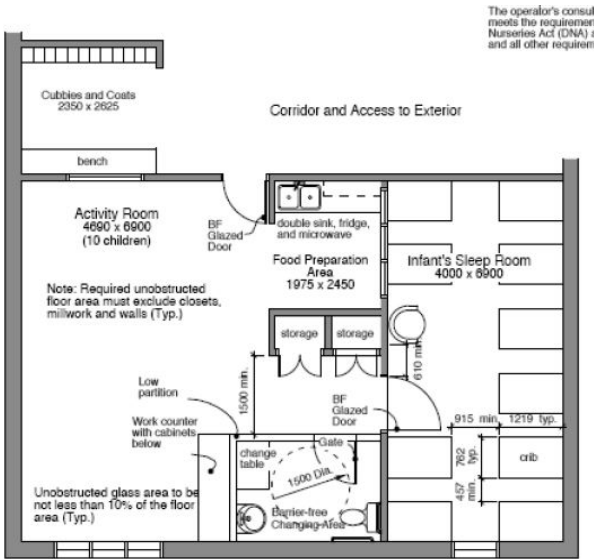 The operator's consul
meets the requiremen
Nurseries Act (DNA) a
and all other requirem
Cubbies and Coats
2350 x 2625
Corridor and Access to Exterior
bench
Activity Room
4690 x 6900
(10 children)
BF
Glazed
Door
double sink, fridge,
and microwave
Food Preparation
Area
1975 x 2450
Infant's Sleep Room
4000 x 6900
Note: Required unobstructed
floor area must exclude closets,
millwork and walls (Typ.)
storage
storage
610 min.
1500 min.
Low
partition
Work counter
with cabinets
below
BF
Glazed
Door
915 min.
1219 typ.
762
typ.
457
min.
crib
change
table
Gate
1500 Dia.
Barrier-free
Changing Area
Unobstructed glass area to be
not less than 10% of the floor
area (Typ.)